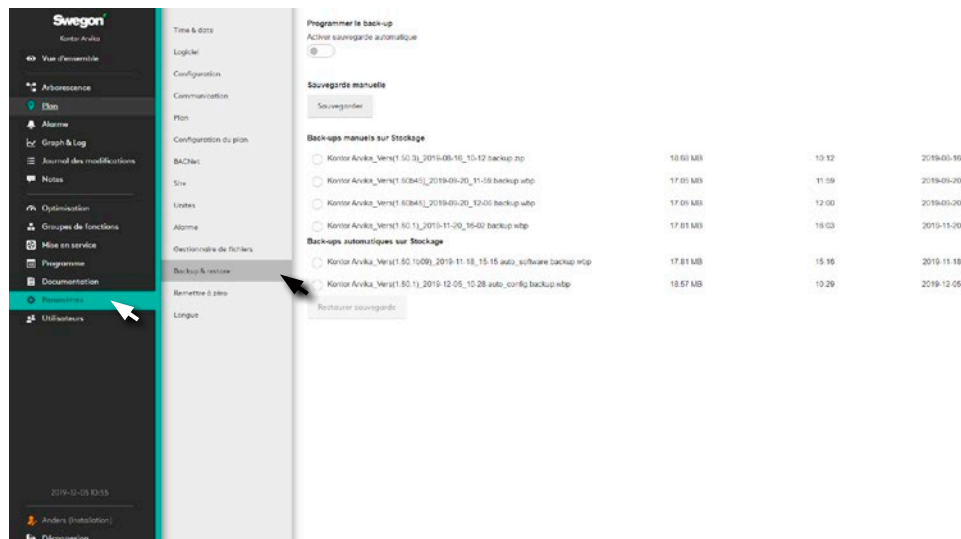 Swegon
Kontor Arvika
Vue d'ensemble
Arborescence
Plan
Alarme
Graph & Log
Journal des modifications
Notes
Optimisation
Groupes de fonctions
Mise en service
Programme
Documentation
Paramètres
Utilisateurs
2019-12-05 10:55
Anders (Installation)
Déconnexion
Time & date
Logiciel
Configuration
Communication
Plan
Configuration du plan
BACNet
Site
Unites
Alarme
Gestionnaire de fichiers
Backup & restore
Remettre à zéro
Langue
Programmer le back-up
Activer sauvegarde automatique
Sauvegarde manuelle
Sauvegarder
Back-ups manuels sur Stockage
Kontor Arvika_Vers(1.50.3)_2019-08-16_10-12.backup.zip 18.68 MB 10:12 2019-08-16
Kontor Arvika_Vers(1.60b45)_2019-09-20_11-59.backup.wbp 17.05 MB 11:59 2019-09-20
Kontor Arvika_Vers(1.60b45)_2019-09-20_12-00.backup.wbp 17.05 MB 12:00 2019-09-20
Kontor Arvika_Vers(1.60.1)_2019-11-20_16-02.backup.wbp 17.81 MB 16:03 2019-11-20
Back-ups automatiques sur Stockage
Kontor Arvika_Vers(1.60.1b09)_2019-11-18_15-15.auto_software.backup.wbp 17.81 MB 15:16 2019-11-18
Kontor Arvika_Vers(1.60.1)_2019-12-05_10-28.auto_config.backup.wbp 18.57 MB 10:29 2019-12-05
Restaurer sauvegarde